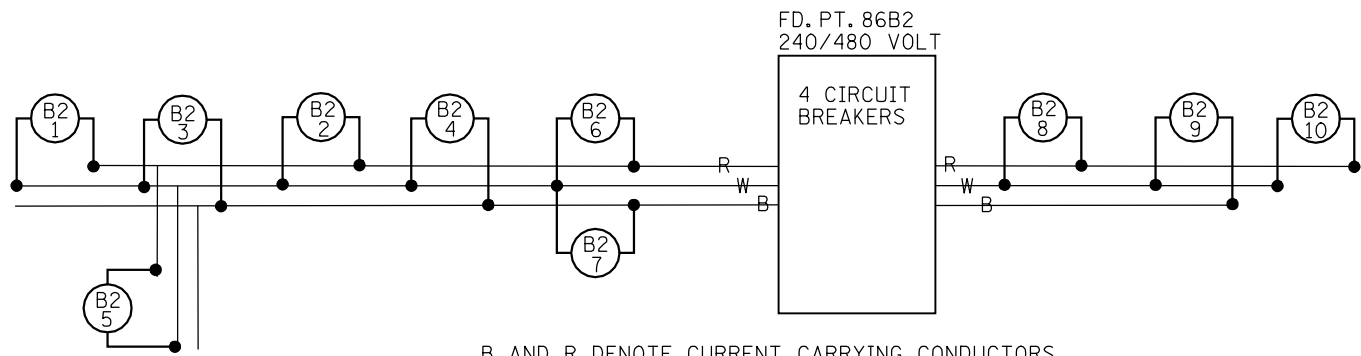 FD. PT. 86B2
240/480 VOLT
4 CIRCUIT
BREAKERS
B2
1
B2
3
B2
2
B2
4
B2
6
B2
8
B2
9
B2
10
R
W
B
R
W
B
B2
7
B2
5
B AND R DENOTE CURRENT CARRYING CONDUCTORS